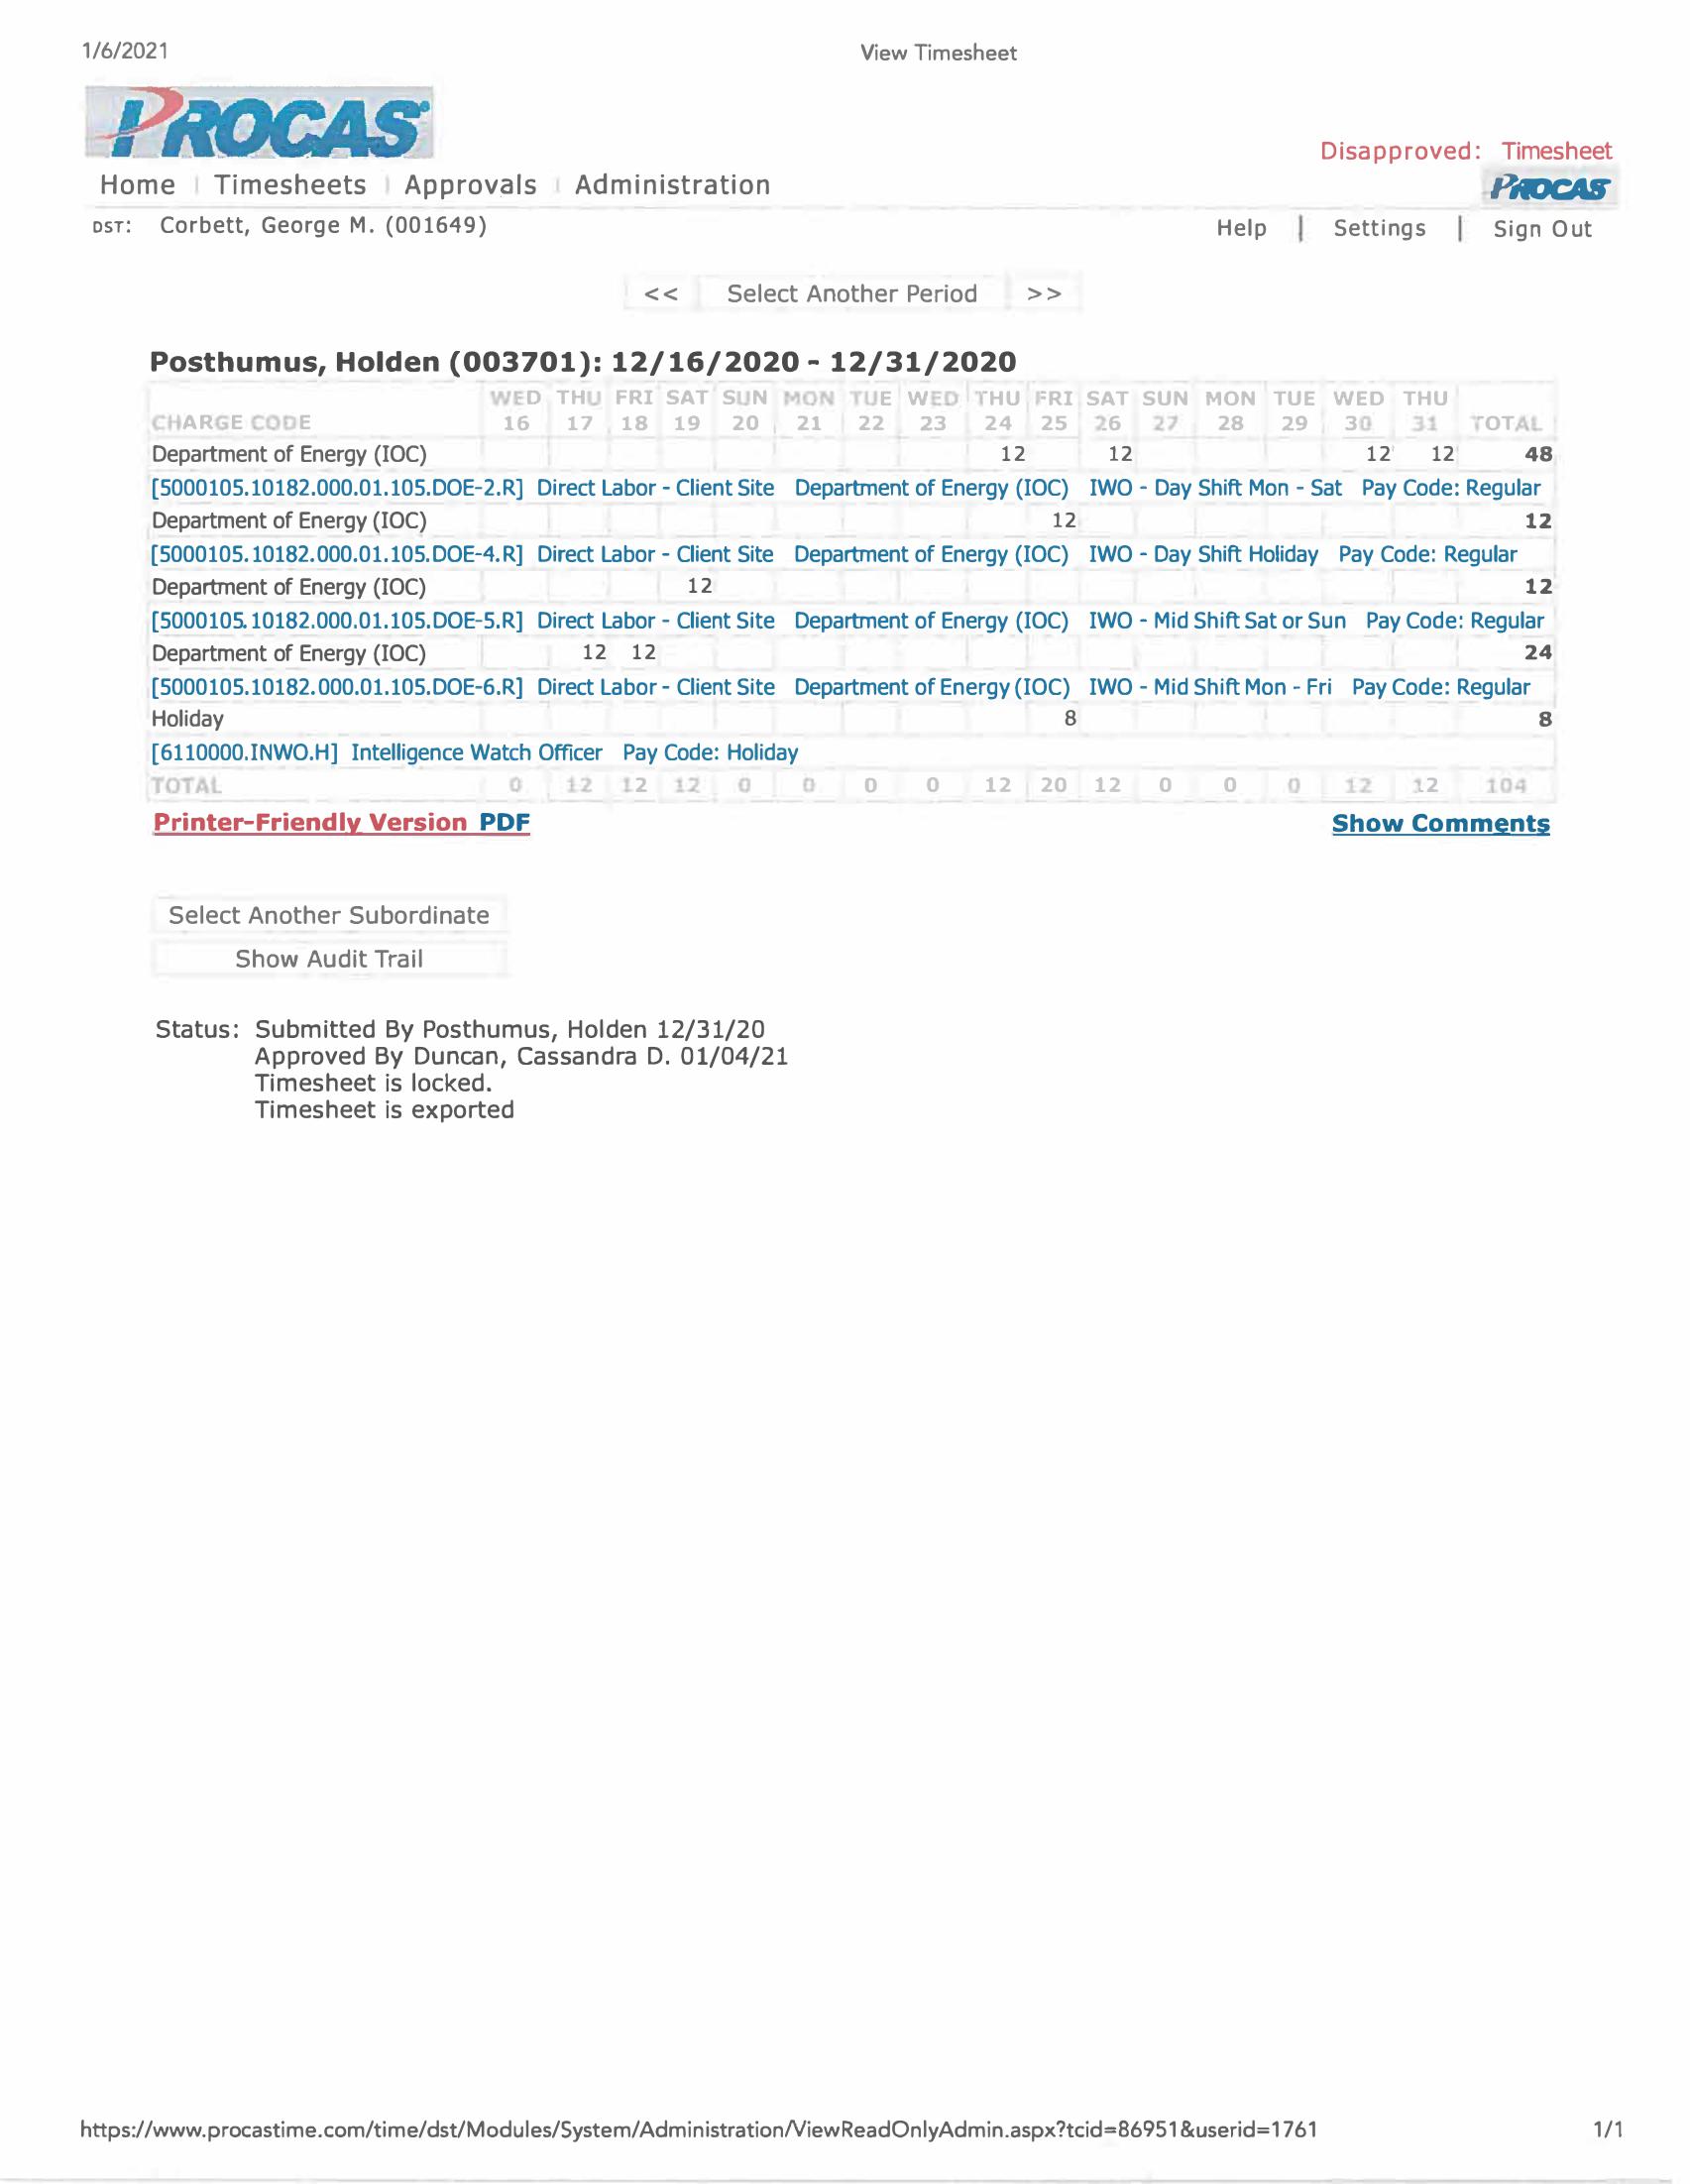 1/6/2021 View Timesheet
PROCAS
Disapproved: Timesheet
Home Timesheets Approvals Administration
PROCAS
DST: Corbett, George M. (001649)
Help | Settings | Sign Out
<< Select Another Period >>
Posthumus, Holden (003701): 12/16/2020 - 12/31/2020
WED THU FRI SAT SUN MON TUE WED THU FRI SAT SUN MON TUE WED THU
CHARGE CODE 16 17 18 19 20 21 22 23 24 25 26 27 28 29 30 31 TOTAL
Department of Energy (IOC) 12 12 12 12 48
[5000105.10182.000.01.105.DOE-2.R] Direct Labor - Client Site Department of Energy (IOC) IWO - Day Shift Mon - Sat Pay Code: Regular
Department of Energy (IOC) 12 12
[5000105.10182.000.01.105.DOE-4.R] Direct Labor - Client Site Department of Energy (IOC) IWO - Day Shift Holiday Pay Code: Regular
Department of Energy (IOC) 12 12
[5000105.10182.000.01.105.DOE-5.R] Direct Labor - Client Site Department of Energy (IOC) IWO - Mid Shift Sat or Sun Pay Code: Regular
Department of Energy (IOC) 12 12 24
[5000105.10182.000.01.105.DOE-6.R] Direct Labor - Client Site Department of Energy (IOC) IWO - Mid Shift Mon - Fri Pay Code: Regular
Holiday 8 8
[6110000.INWO.H] Intelligence Watch Officer Pay Code: Holiday
TOTAL 0 12 12 12 0 0 0 0 12 20 12 0 0 0 12 12 104
Printer-Friendly Version PDF Show Comments
Select Another Subordinate
Show Audit Trail
Status: Submitted By Posthumus, Holden 12/31/20
Approved By Duncan, Cassandra D. 01/04/21
Timesheet is locked.
Timesheet is exported
https://www.procastime.com/time/dst/Modules/System/Administration/ViewReadOnlyAdmin.aspx?tcid=86951&userid=1761 1/1